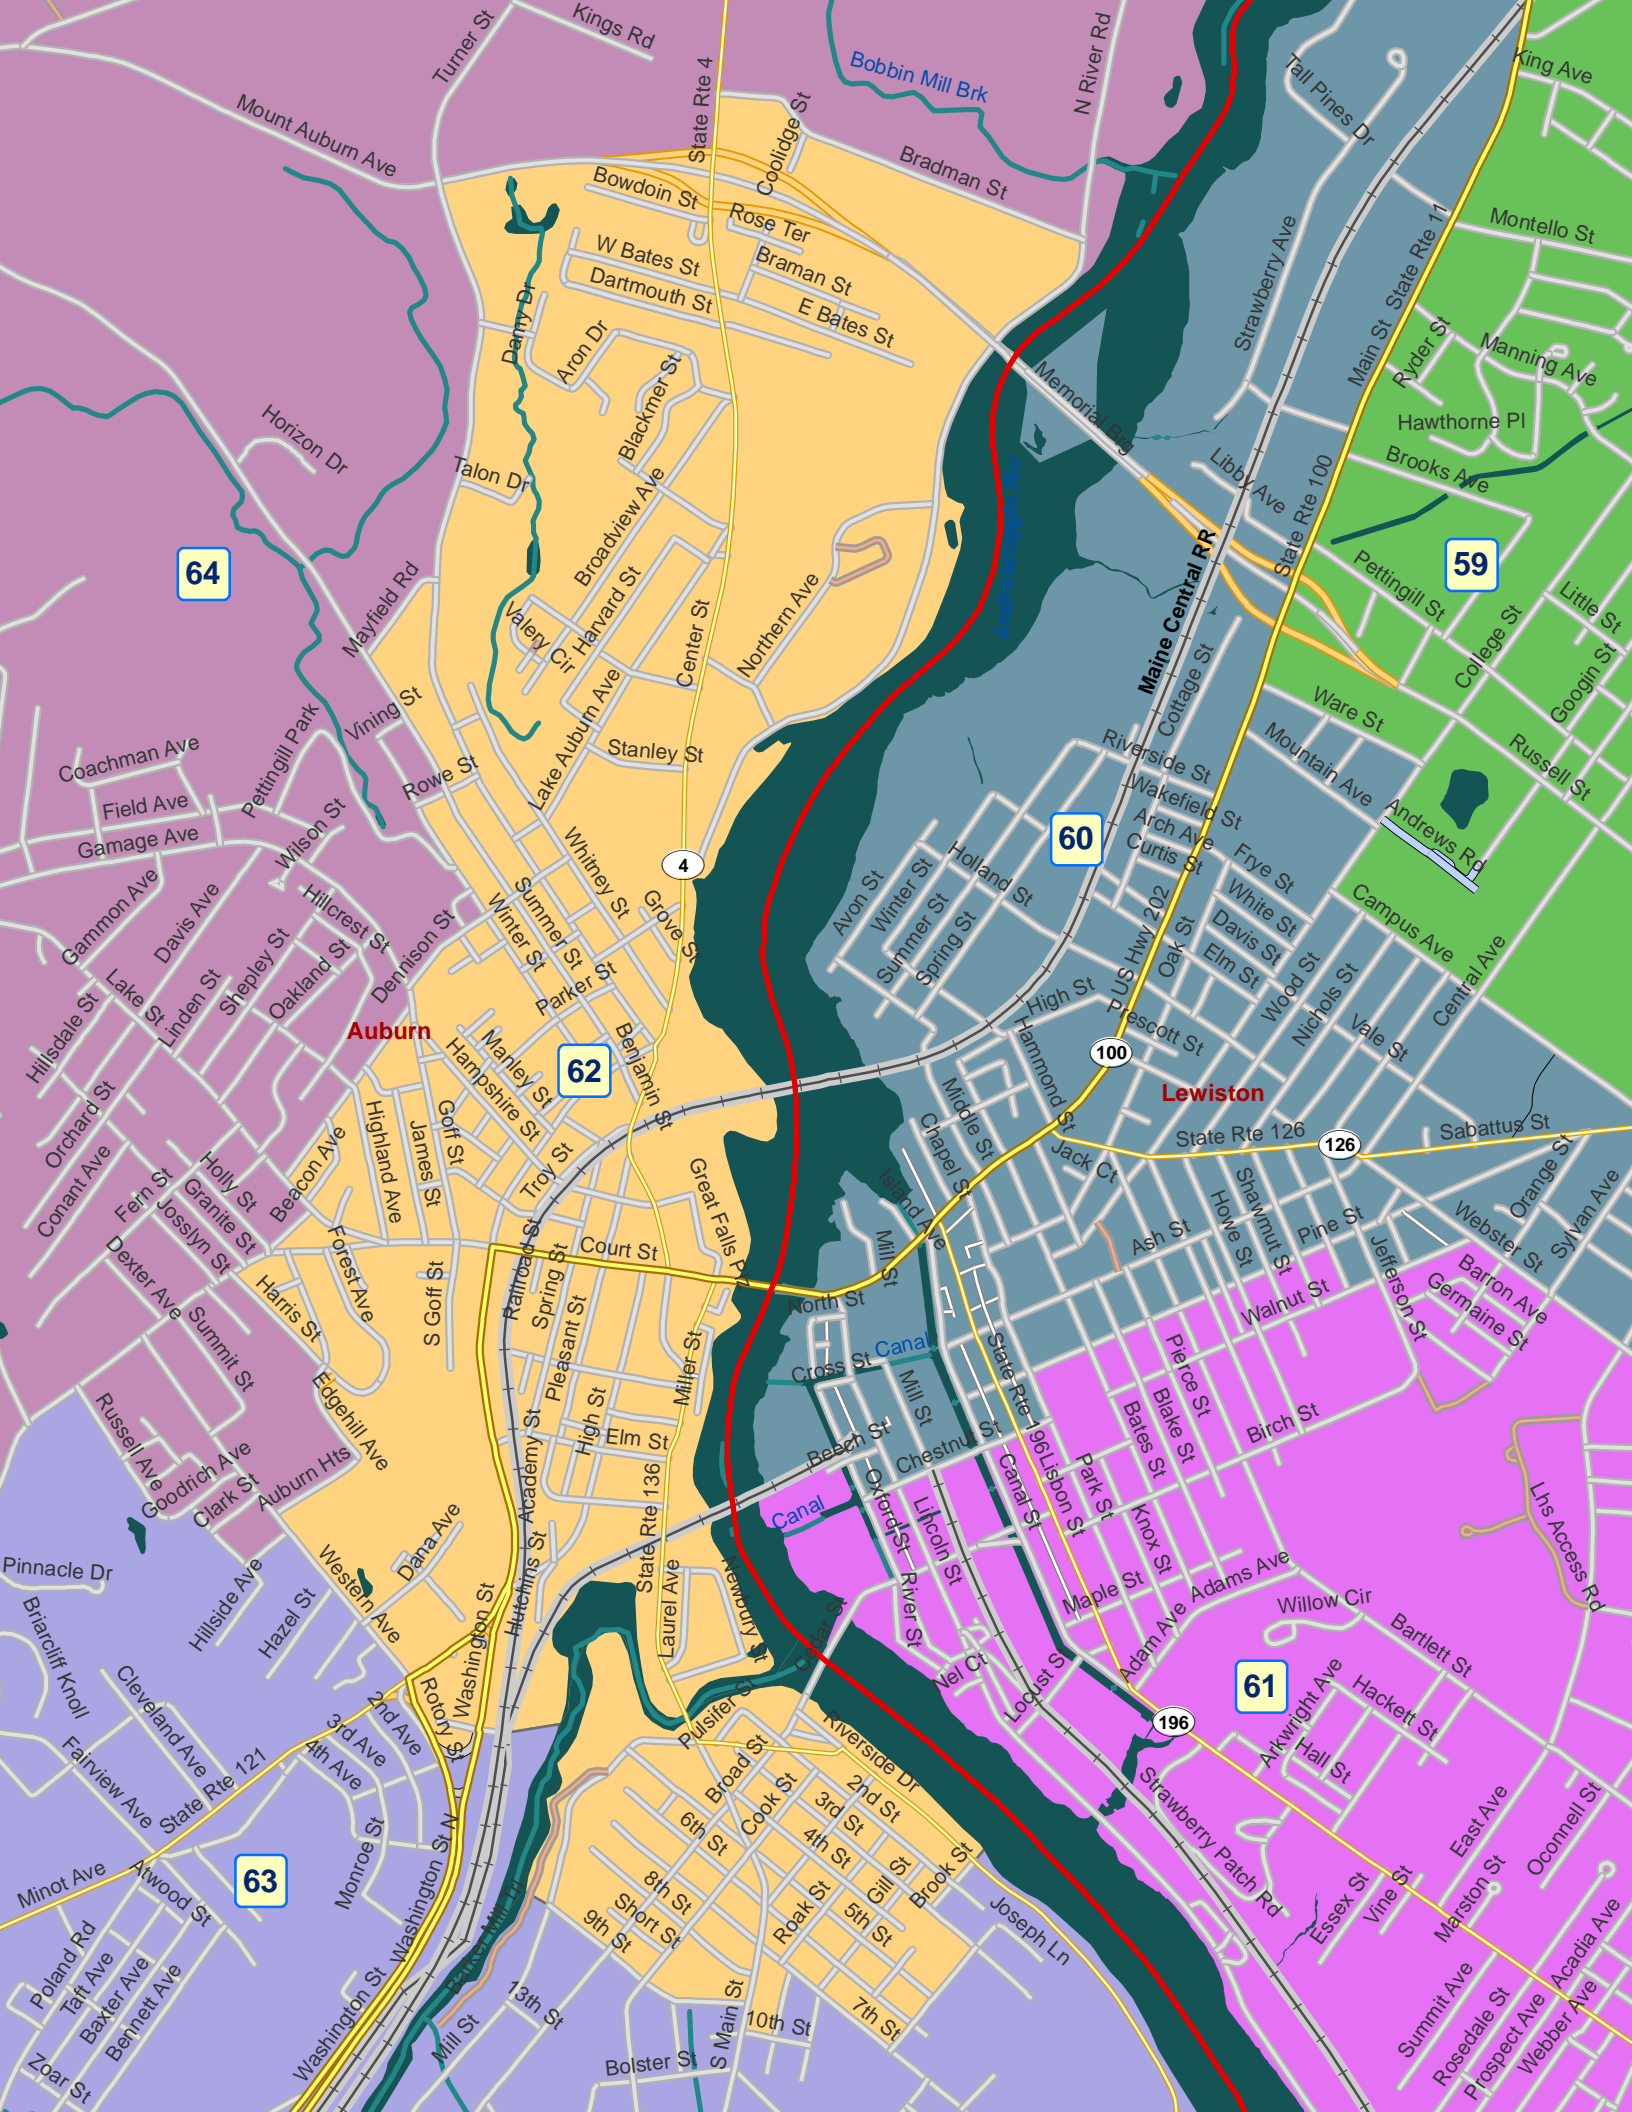 Kings Rd
Turner St
State Rte 4
Bobbin Mill Brk
N River Rd
Tall Pines Dr
King Ave
Mount Auburn Ave
Coolidge St
Bradman St
Bowdoin St
Rose Ter
Montello St
W Bates St
Braman St
Strawberry Ave
State Rte 11
Dartmouth St
E Bates St
Damy Dr
Aron Dr
Main St
Ryder St
Manning Ave
Blackmer St
Memorial Brg
Horizon Dr
Hawthorne Pl
Talon Dr
Broadview Ave
Androscoggin Riv
Libby Ave
State Rte 100
Brooks Ave
64
59
Mayfield Rd
Valery Cir
Harvard St
Center St
Northern Ave
Maine Central RR
Pettingill St
Little St
College St
Googin St
Cottage St
Vining St
Lake Auburn Ave
Stanley St
Ware St
Coachman Ave
Pettingill Park
Rowe St
Riverside St
Mountain Ave
Russell St
Field Ave
Wakefield St
Gamage Ave
Wilson St
Whitney St
4
60
Arch Ave
Curtis St
Andrews Rd
Gammon Ave
Davis Ave
Hillcrest St
Dennison St
Winter St
Summer St
Grove St
Avon St
Winter St
Holland St
Frye St
White St
Davis St
Elm St
Campus Ave
Shepley St
Oakland St
Parker St
Summer St
Spring St
US Hwy 202
Oak St
Wood St
Nichols St
Central Ave
Lake St
Linden St
Hillsdale St
Auburn
Manley St
Hampshire St
62
Benjamin St
High St
Hammond St
Prescott St
100
Vale St
Lewiston
Orchard St
Highland Ave
James St
Goff St
Middle St
Chapel St
State Rte 126
126
Sabattus St
Conant Ave
Fern St
Holly St
Granite St
Josslyn St
Beacon Ave
Troy St
Great Falls Plz
Island Ave
Jack Ct
Howe St
Shawmut St
Pine St
Orange St
Sylvan Ave
Webster St
Dexter Ave
Forest Ave
Railroad St
Spring St
Court St
Mill St
Ash St
Jefferson St
Barron Ave
Germaine St
Harris St
S Goff St
Summit St
Pleasant St
Miller St
North St
Canal
Cross St
Walnut St
State Rte 196
Pierce St
Russell Ave
Edgehill Ave
High St
Elm St
Mill St
Beech St
Chestnut St
Bates St
Blake St
Birch St
Goodrich Ave
Clark St
Auburn Hts
Academy St
State Rte 136
Canal
Oxford St
Lincoln St
Canal St
Lisbon St
Park St
Knox St
Lhs Access Rd
Pinnacle Dr
Dana Ave
Western Ave
Hutchins St
Laurel Ave
Newbury St
Cedar St
River St
Maple St
Adams Ave
Willow Cir
Briarcliff Knoll
Hillside Ave
Hazel St
Washington St
Rotory St
Nel Ct
Locust St
Adam Ave
Bartlett St
61
Cleveland Ave
2nd Ave
3rd Ave
4th Ave
Pulsifer St
Riverside Dr
196
Arkwright Ave
Hackett St
Hall St
Fairview Ave
State Rte 121
Broad St
Cook St
2nd St
3rd St
4th St
6th St
Strawberry Patch Rd
East Ave
Oconnell St
63
Minot Ave
Atwood St
Monroe St
Washington St N
8th St
Short St
9th St
Roak St
Gill St
5th St
Brook St
Joseph Ln
Essex St
Vine St
Marston St
Acadia Ave
Poland Rd
Taft Ave
Baxter Ave
Bennett Ave
Barker Mill Trl
Washington St
13th St
Mill St
S Main St
10th St
7th St
Summit Ave
Rosedale St
Prospect Ave
Webber Ave
Zoar St
Bolster St